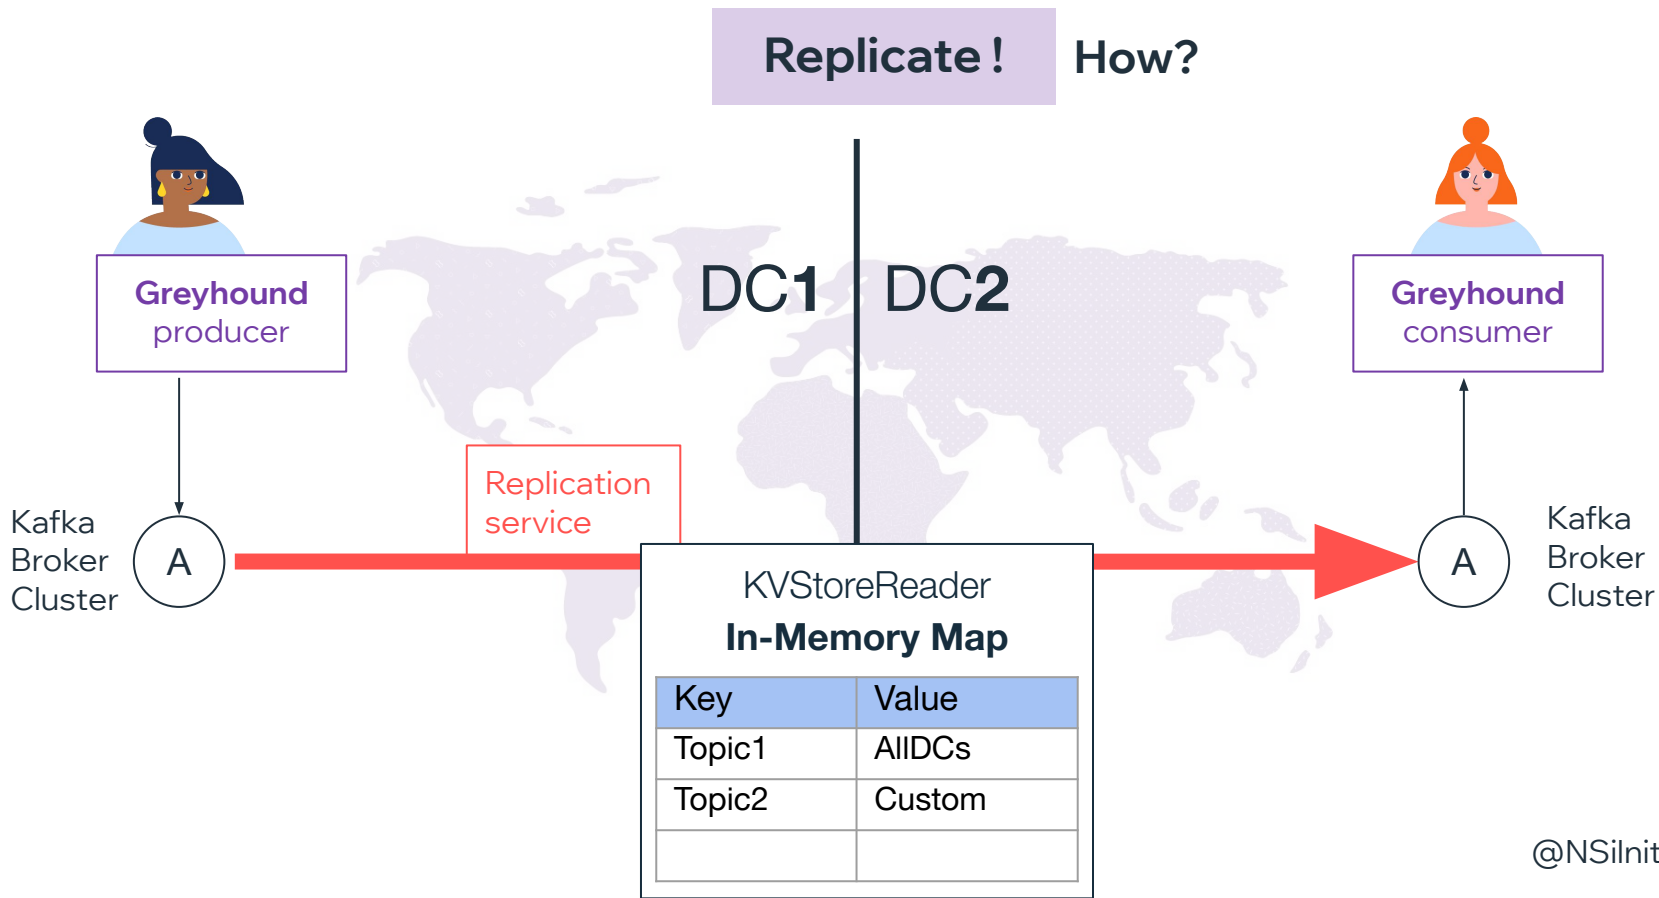 Replicate ! How?
DC1 DC2
Greyhound
producer
Greyhound
consumer
Replication
service
Kafka
Broker
Cluster
A
A
Kafka
Broker
Cluster
KVStoreReader
In-Memory Map
Key Value
Topic1 AllDCs
Topic2 Custom
@NSilnit